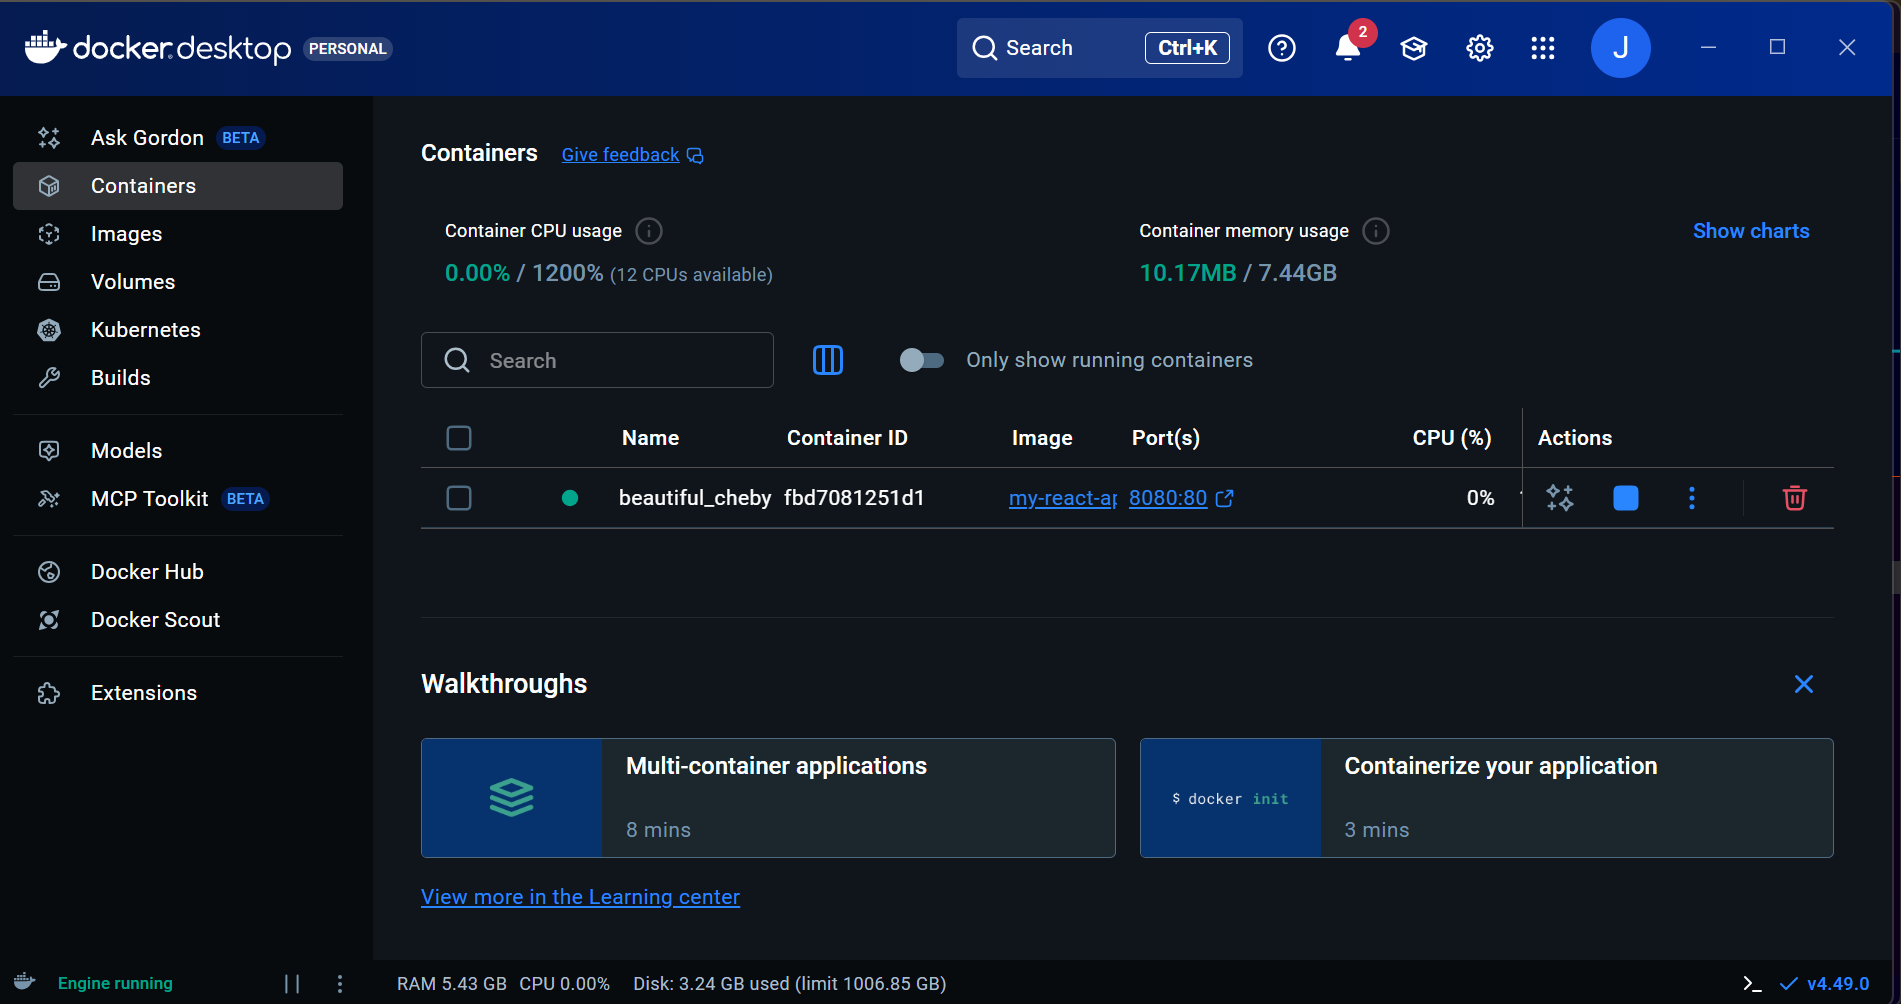 docker desktop PERSONAL
Search Ctrl+K
2
J
Ask Gordon BETA
Containers
Images
Volumes
Kubernetes
Builds
Models
MCP Toolkit BETA
Docker Hub
Docker Scout
Extensions
Containers Give feedback
Container CPU usage
0.00% / 1200% (12 CPUs available)
Container memory usage
10.17MB / 7.44GB
Show charts
Search
Only show running containers
Name Container ID Image Port(s) CPU (%) Actions
beautiful_cheby fbd7081251d1 my-react-ap 8080:80 0%
Walkthroughs
Multi-container applications
8 mins
$ docker init
Containerize your application
3 mins
View more in the Learning center
Engine running
RAM 5.43 GB CPU 0.00% Disk: 3.24 GB used (limit 1006.85 GB)
v4.49.0